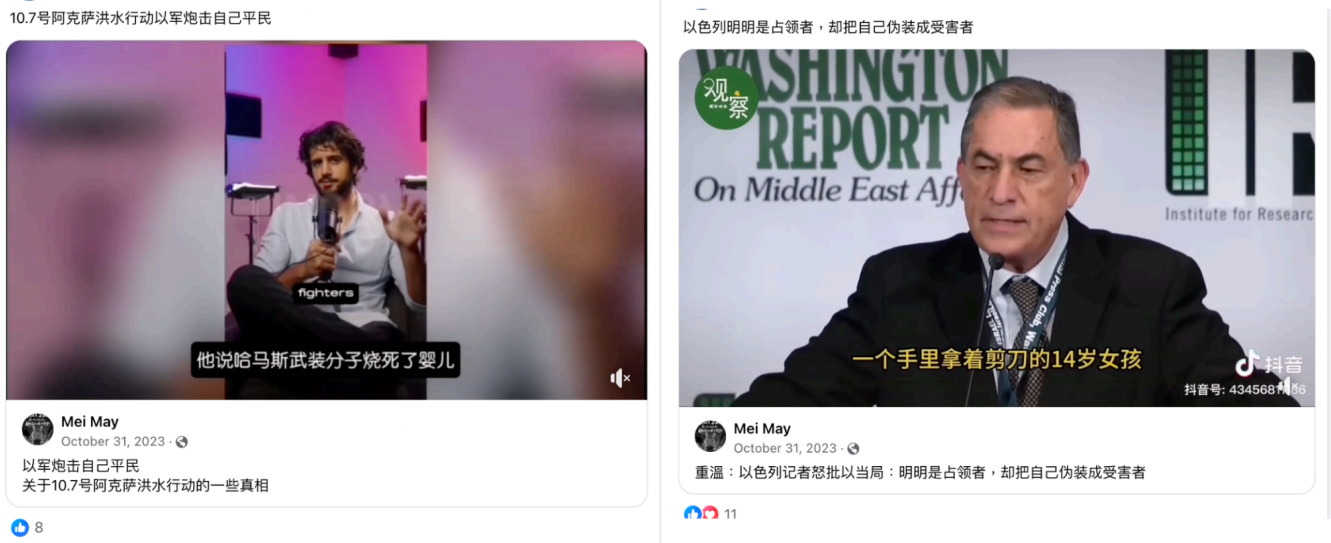 10.7号阿克萨洪水行动以军炮击自己平民
fighters
他说哈马斯武装分子烧死了婴儿
Mei May
October 31, 2023
以军炮击自己平民
关于10.7号阿克萨洪水行动的一些真相
8
以色列明明是占领者，却把自己伪装成受害者
观察
WASHINGTON
REPORT
On Middle East Aff
Institute for Researc
一个手里拿着剪刀的14岁女孩
抖音
抖音号:
Mei May
October 31, 2023
重溫：以色列记者怒批以当局：明明是占领者，却把自己伪装成受害者
11